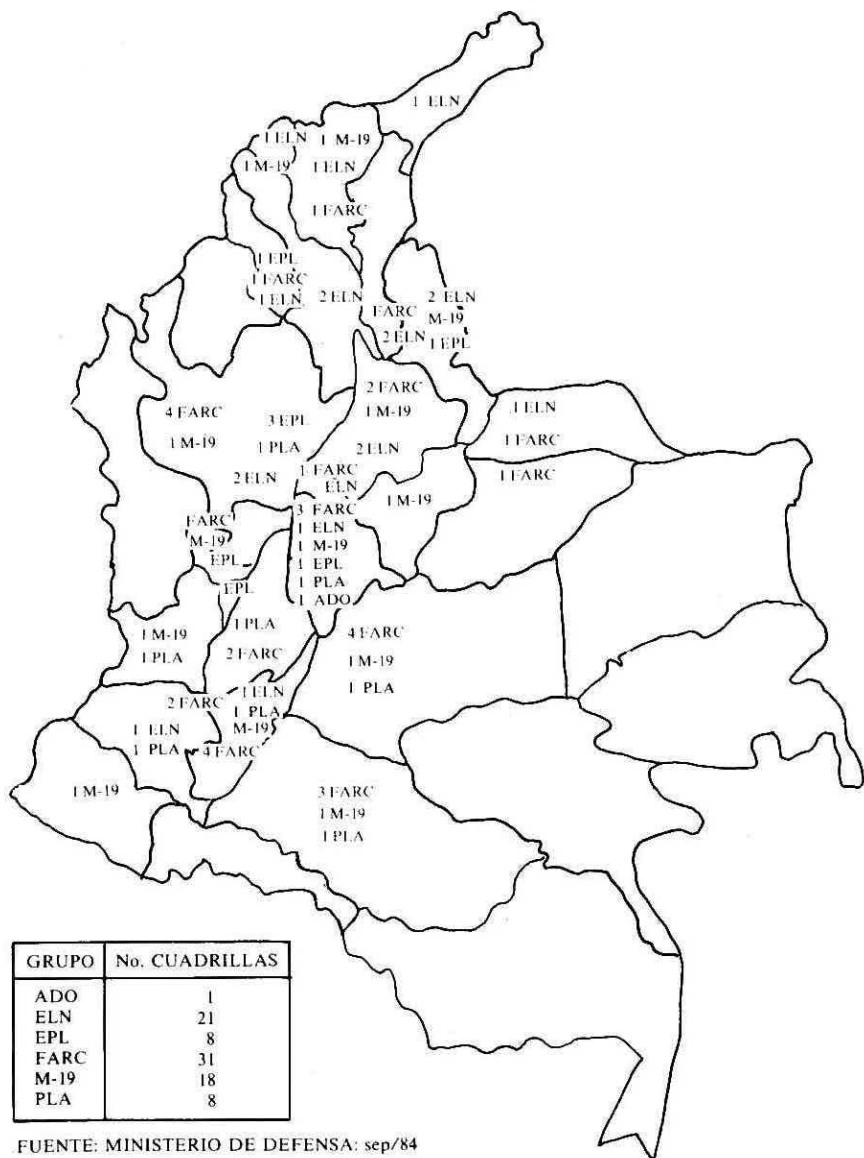 1 ELN
1 ELN 1 M-19
1 M-19 1 ELN
1 FARC
1 EPL
1 FARC
1 ELN 2 ELN
2 ELN
FARC M-19
2 ELN 1 EPL
2 FARC
4 FARC 3 EPL 1 M-19
1 M-19 1 PLA 2 ELN
2 ELN
1 ELN
1 FARC
1 FARC
1 FARC
ELN
1 M-19
3 FARC
1 ELN
1 M-19
1 EPL
1 PLA
1 ADO
FARC
M-19
EPL
EPL
1 PLA
2 FARC
1 M-19
1 PLA
4 FARC
1 M-19
1 PLA
2 FARC
1 ELN
1 PLA
1 ELN
1 PLA
M-19
4 FARC
1 M-19
3 FARC
1 M-19
1 PLA
GRUPO No. CUADRILLAS
ADO 1
ELN 21
EPL 8
FARC 31
M-19 18
PLA 8
FUENTE: MINISTERIO DE DEFENSA: sep/84